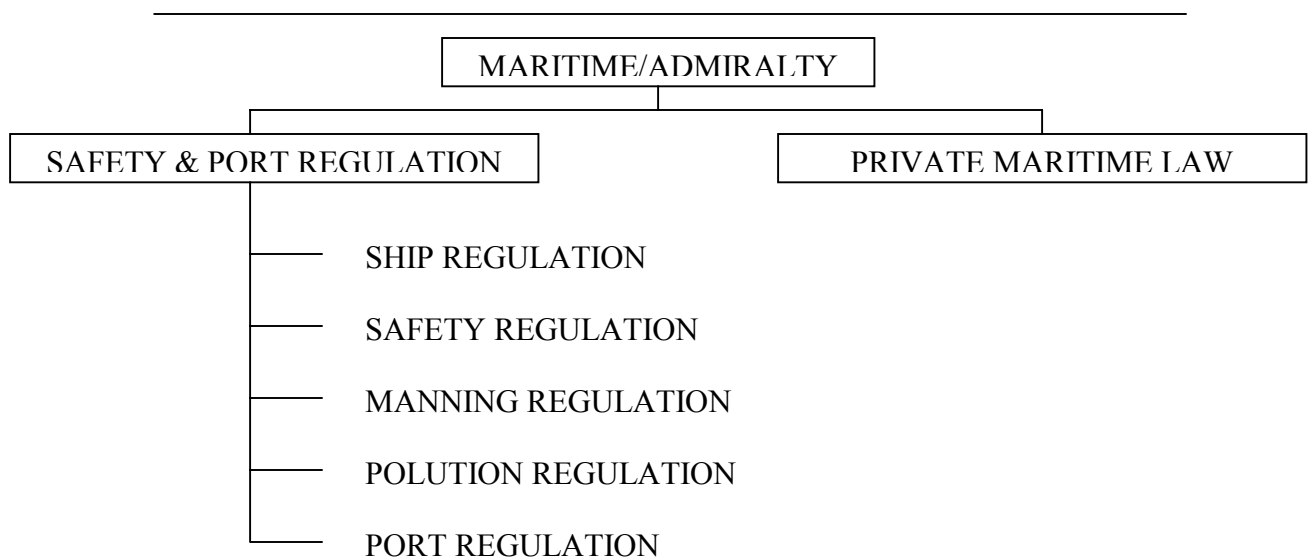 MARITIME/ADMIRALTY
SAFETY & PORT REGULATION
PRIVATE MARITIME LAW
SHIP REGULATION
SAFETY REGULATION
MANNING REGULATION
POLUTION REGULATION
PORT REGULATION